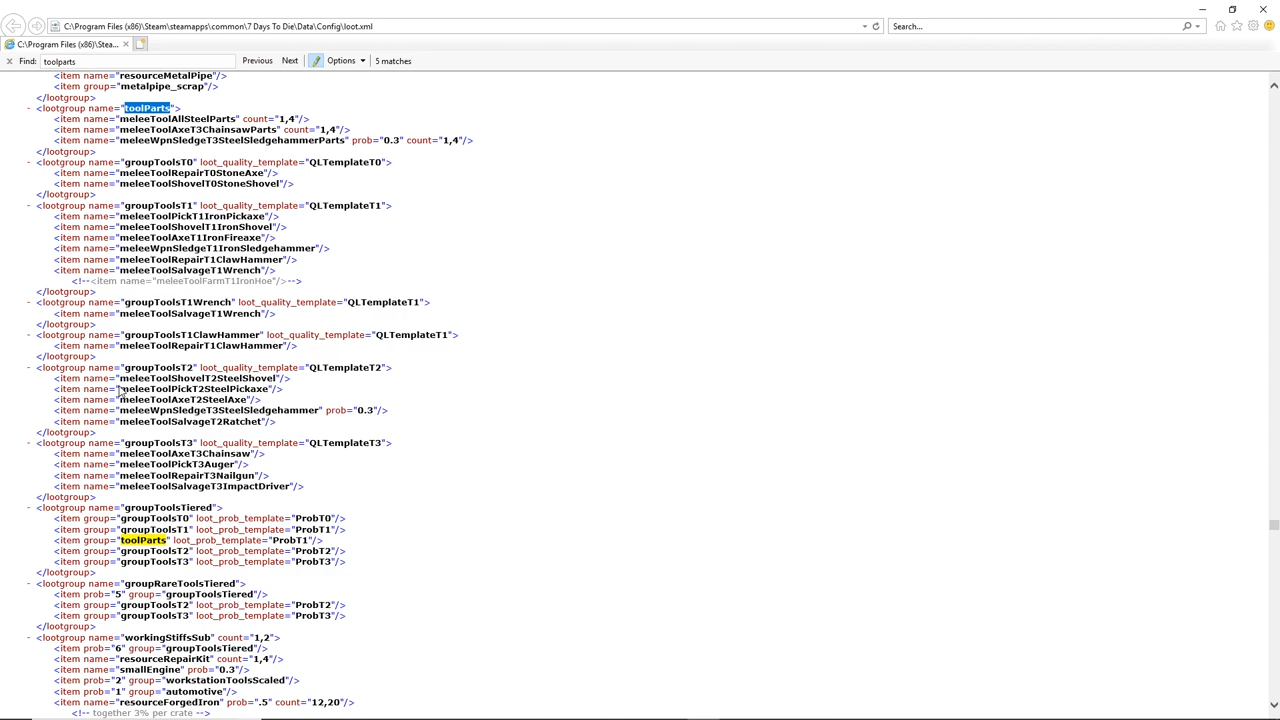 C:\Program Files (x86)\Steam\steamapps\common\7 Days To Die\Data\Config\loot.xml
Search...
C:\Program Files (x86)\Stea...
Find: toolparts Previous Next Options 5 matches
<item name="resourceMetalPipe"/>
<item group="metalpipe_scrap"/>
</lootgroup>
- <lootgroup name="toolParts">
<item name="meleeToolAllSteelParts" count="1,4"/>
<item name="meleeToolAxeT3ChainsawParts" count="1,4"/>
<item name="meleeWpnSledgeT3SteelSledgehammerParts" prob="0.3" count="1,4"/>
</lootgroup>
- <lootgroup name="groupToolsT0" loot_quality_template="QLTemplateT0">
<item name="meleeToolRepairT0StoneAxe"/>
<item name="meleeToolShovelT0StoneShovel"/>
</lootgroup>
- <lootgroup name="groupToolsT1" loot_quality_template="QLTemplateT1">
<item name="meleeToolPickT1IronPickaxe"/>
<item name="meleeToolShovelT1IronShovel"/>
<item name="meleeToolAxeT1IronFireaxe"/>
<item name="meleeWpnSledgeT1IronSledgehammer"/>
<item name="meleeToolRepairT1ClawHammer"/>
<item name="meleeToolSalvageT1Wrench"/>
<!--<item name="meleeToolFarmT1IronHoe"/>-->
</lootgroup>
- <lootgroup name="groupToolsT1Wrench" loot_quality_template="QLTemplateT1">
<item name="meleeToolSalvageT1Wrench"/>
</lootgroup>
- <lootgroup name="groupToolsT1ClawHammer" loot_quality_template="QLTemplateT1">
<item name="meleeToolRepairT1ClawHammer"/>
</lootgroup>
- <lootgroup name="groupToolsT2" loot_quality_template="QLTemplateT2">
<item name="meleeToolShovelT2SteelShovel"/>
<item name="meleeToolPickT2SteelPickaxe"/>
<item name="meleeToolAxeT2SteelAxe"/>
<item name="meleeWpnSledgeT3SteelSledgehammer" prob="0.3"/>
<item name="meleeToolSalvageT2Ratchet"/>
</lootgroup>
- <lootgroup name="groupToolsT3" loot_quality_template="QLTemplateT3">
<item name="meleeToolAxeT3Chainsaw"/>
<item name="meleeToolPickT3Auger"/>
<item name="meleeToolRepairT3Nailgun"/>
<item name="meleeToolSalvageT3ImpactDriver"/>
</lootgroup>
- <lootgroup name="groupToolsTiered">
<item group="groupToolsT0" loot_prob_template="ProbT0"/>
<item group="groupToolsT1" loot_prob_template="ProbT1"/>
<item group="toolParts" loot_prob_template="ProbT1"/>
<item group="groupToolsT2" loot_prob_template="ProbT2"/>
<item group="groupToolsT3" loot_prob_template="ProbT3"/>
</lootgroup>
- <lootgroup name="groupRareToolsTiered">
<item prob="5" group="groupToolsTiered"/>
<item group="groupToolsT2" loot_prob_template="ProbT2"/>
<item group="groupToolsT3" loot_prob_template="ProbT3"/>
</lootgroup>
- <lootgroup name="workingStiffsSub" count="1,2">
<item prob="6" group="groupToolsTiered"/>
<item name="resourceRepairKit" count="1,4"/>
<item name="smallEngine" prob="0.3"/>
<item prob="2" group="workstationToolsScaled"/>
<item prob="1" group="automotive"/>
<item name="resourceForgedIron" prob=".5" count="12,20"/>
<!-- together 3% per crate -->